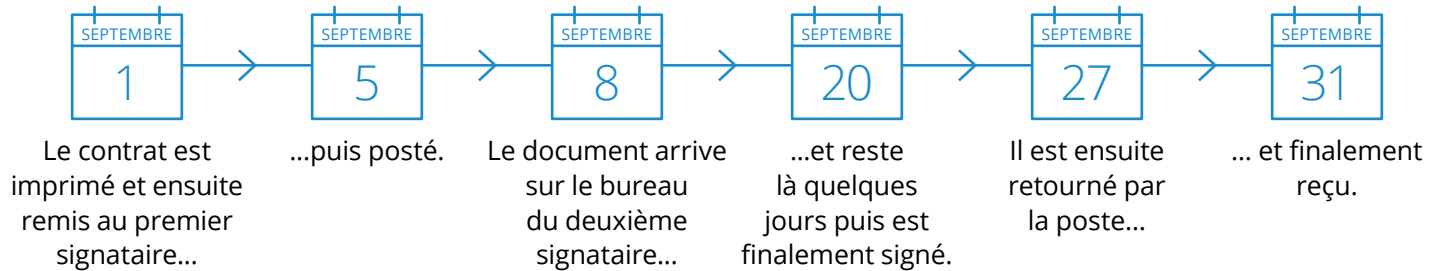 SEPTEMBRE
1
Le contrat est
imprimé et ensuite
remis au premier
signataire...
SEPTEMBRE
5
...puis posté.
SEPTEMBRE
8
Le document arrive
sur le bureau
du deuxième
signataire...
SEPTEMBRE
20
...et reste
là quelques
jours puis est
finalement signé.
SEPTEMBRE
27
Il est ensuite
retourné par
la poste...
SEPTEMBRE
31
... et finalement
reçu.